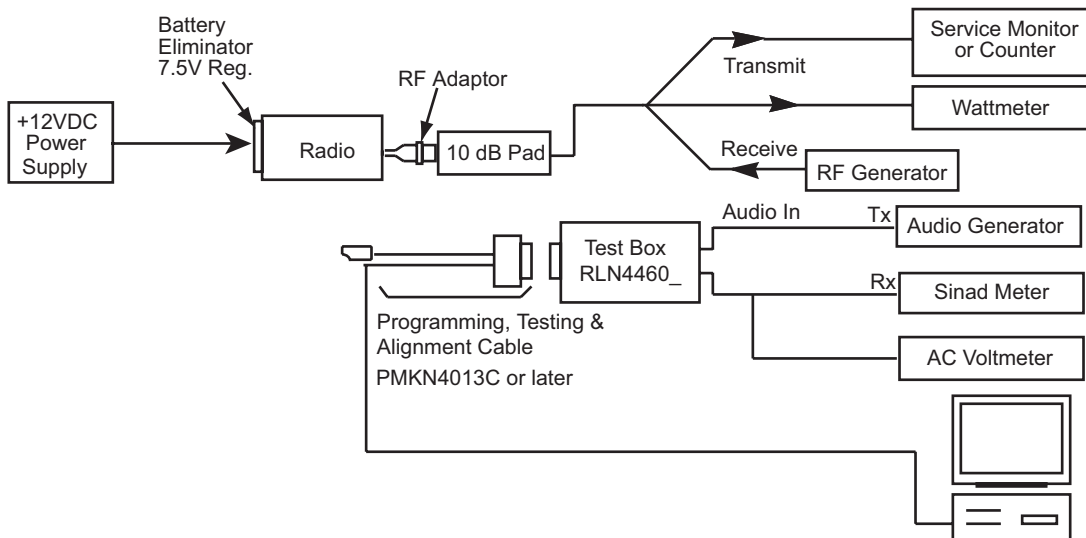 Battery
Eliminator
7.5V Reg.
RF Adaptor
+12VDC
Power
Supply
Radio
10 dB Pad
Transmit
Service Monitor
or Counter
Wattmeter
Receive
RF Generator
Audio In
Tx
Audio Generator
Test Box
RLN4460_
Rx
Sinad Meter
AC Voltmeter
Programming, Testing &
Alignment Cable
PMKN4013C or later